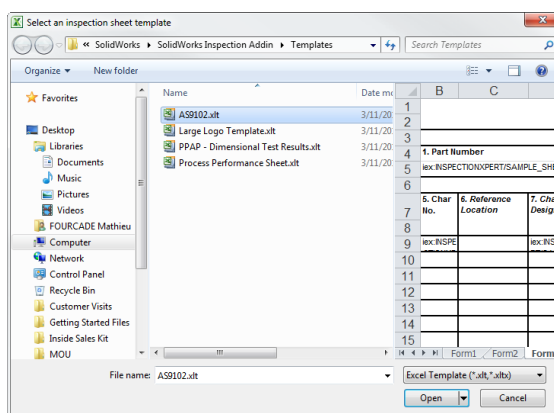 Select an inspection sheet template
« SolidWorks SolidWorks Inspection Addin Templates
Search Templates
Organize
New folder
Favorites
Desktop
Libraries
Documents
Music
Pictures
Videos
FOURCADE Mathieu
Computer
Network
Control Panel
Recycle Bin
Customer Visits
Getting Started Files
Inside Sales Kit
MOU
Name Date mo
AS9102.xlt 3/11/20
Large Logo Template.xlt 3/11/20
PPAP - Dimensional Test Results.xlt 3/11/20
Process Performance Sheet.xlt 3/11/20
B C
1
2
3
4 1. Part Number
5 iex:INSPECTIONXPERT/SAMPLE_SHE
6
7 5. Char No. 6. Reference Location 7. Cha Desig
8
9 iex:INSPE iex:INS
10
11
12
13
14
15
Form1 Form2 Form
File name: AS9102.xlt
Excel Template (*.xlt,*.xltx)
Open Cancel